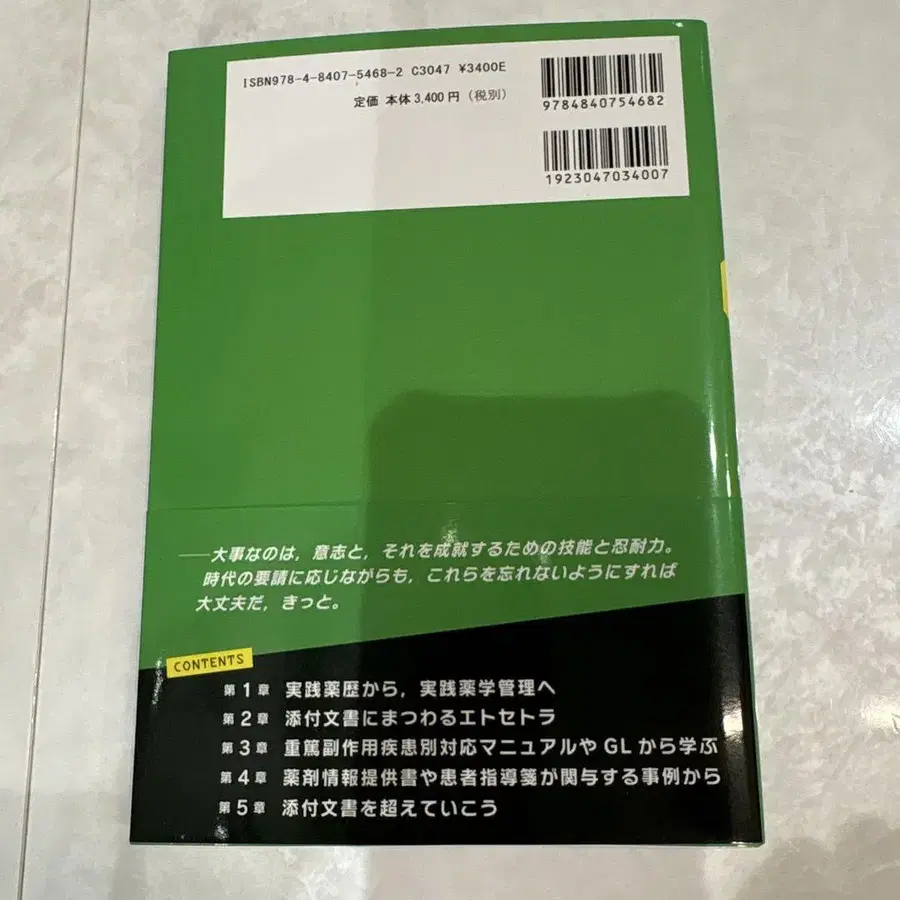 ISBN978-4-8407-5468-2 C3047 ¥3400E
定価 本体3,400円（税別）
9784840754682
1923047034007
──大事なのは，意志と，それを成就するための技能と忍耐力。
時代の要請に応じながらも，これらを忘れないようにすれば
大丈夫だ，きっと。
CONTENTS
第1章 実践薬歴から，実践薬学管理へ
第2章 添付文書にまつわるエトセトラ
第3章 重篤副作用疾患別対応マニュアルやGLから学ぶ
第4章 薬剤情報提供書や患者指導箋が関与する事例から
第5章 添付文書を超えていこう